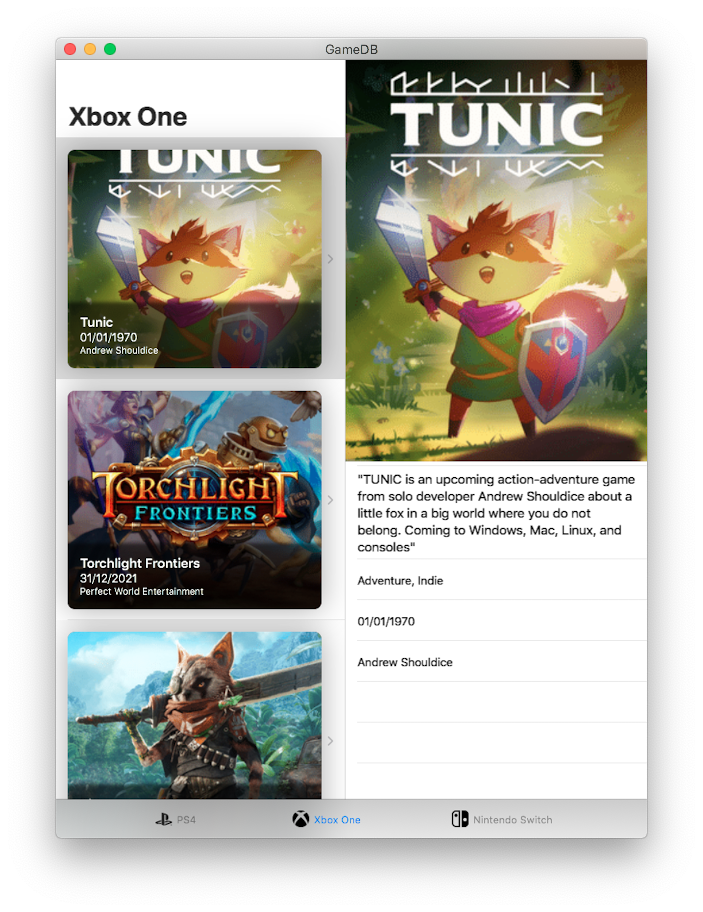 GameDB
Xbox One
TUNIC
Tunic
01/01/1970
Andrew Shouldice
TORCHLIGHT
FRONTIERS
Torchlight Frontiers
31/12/2021
Perfect World Entertainment
TUNIC
"TUNIC is an upcoming action-adventure game
from solo developer Andrew Shouldice about a
little fox in a big world where you do not
belong. Coming to Windows, Mac, Linux, and
consoles"
Adventure, Indie
01/01/1970
Andrew Shouldice
PS4
Xbox One
Nintendo Switch